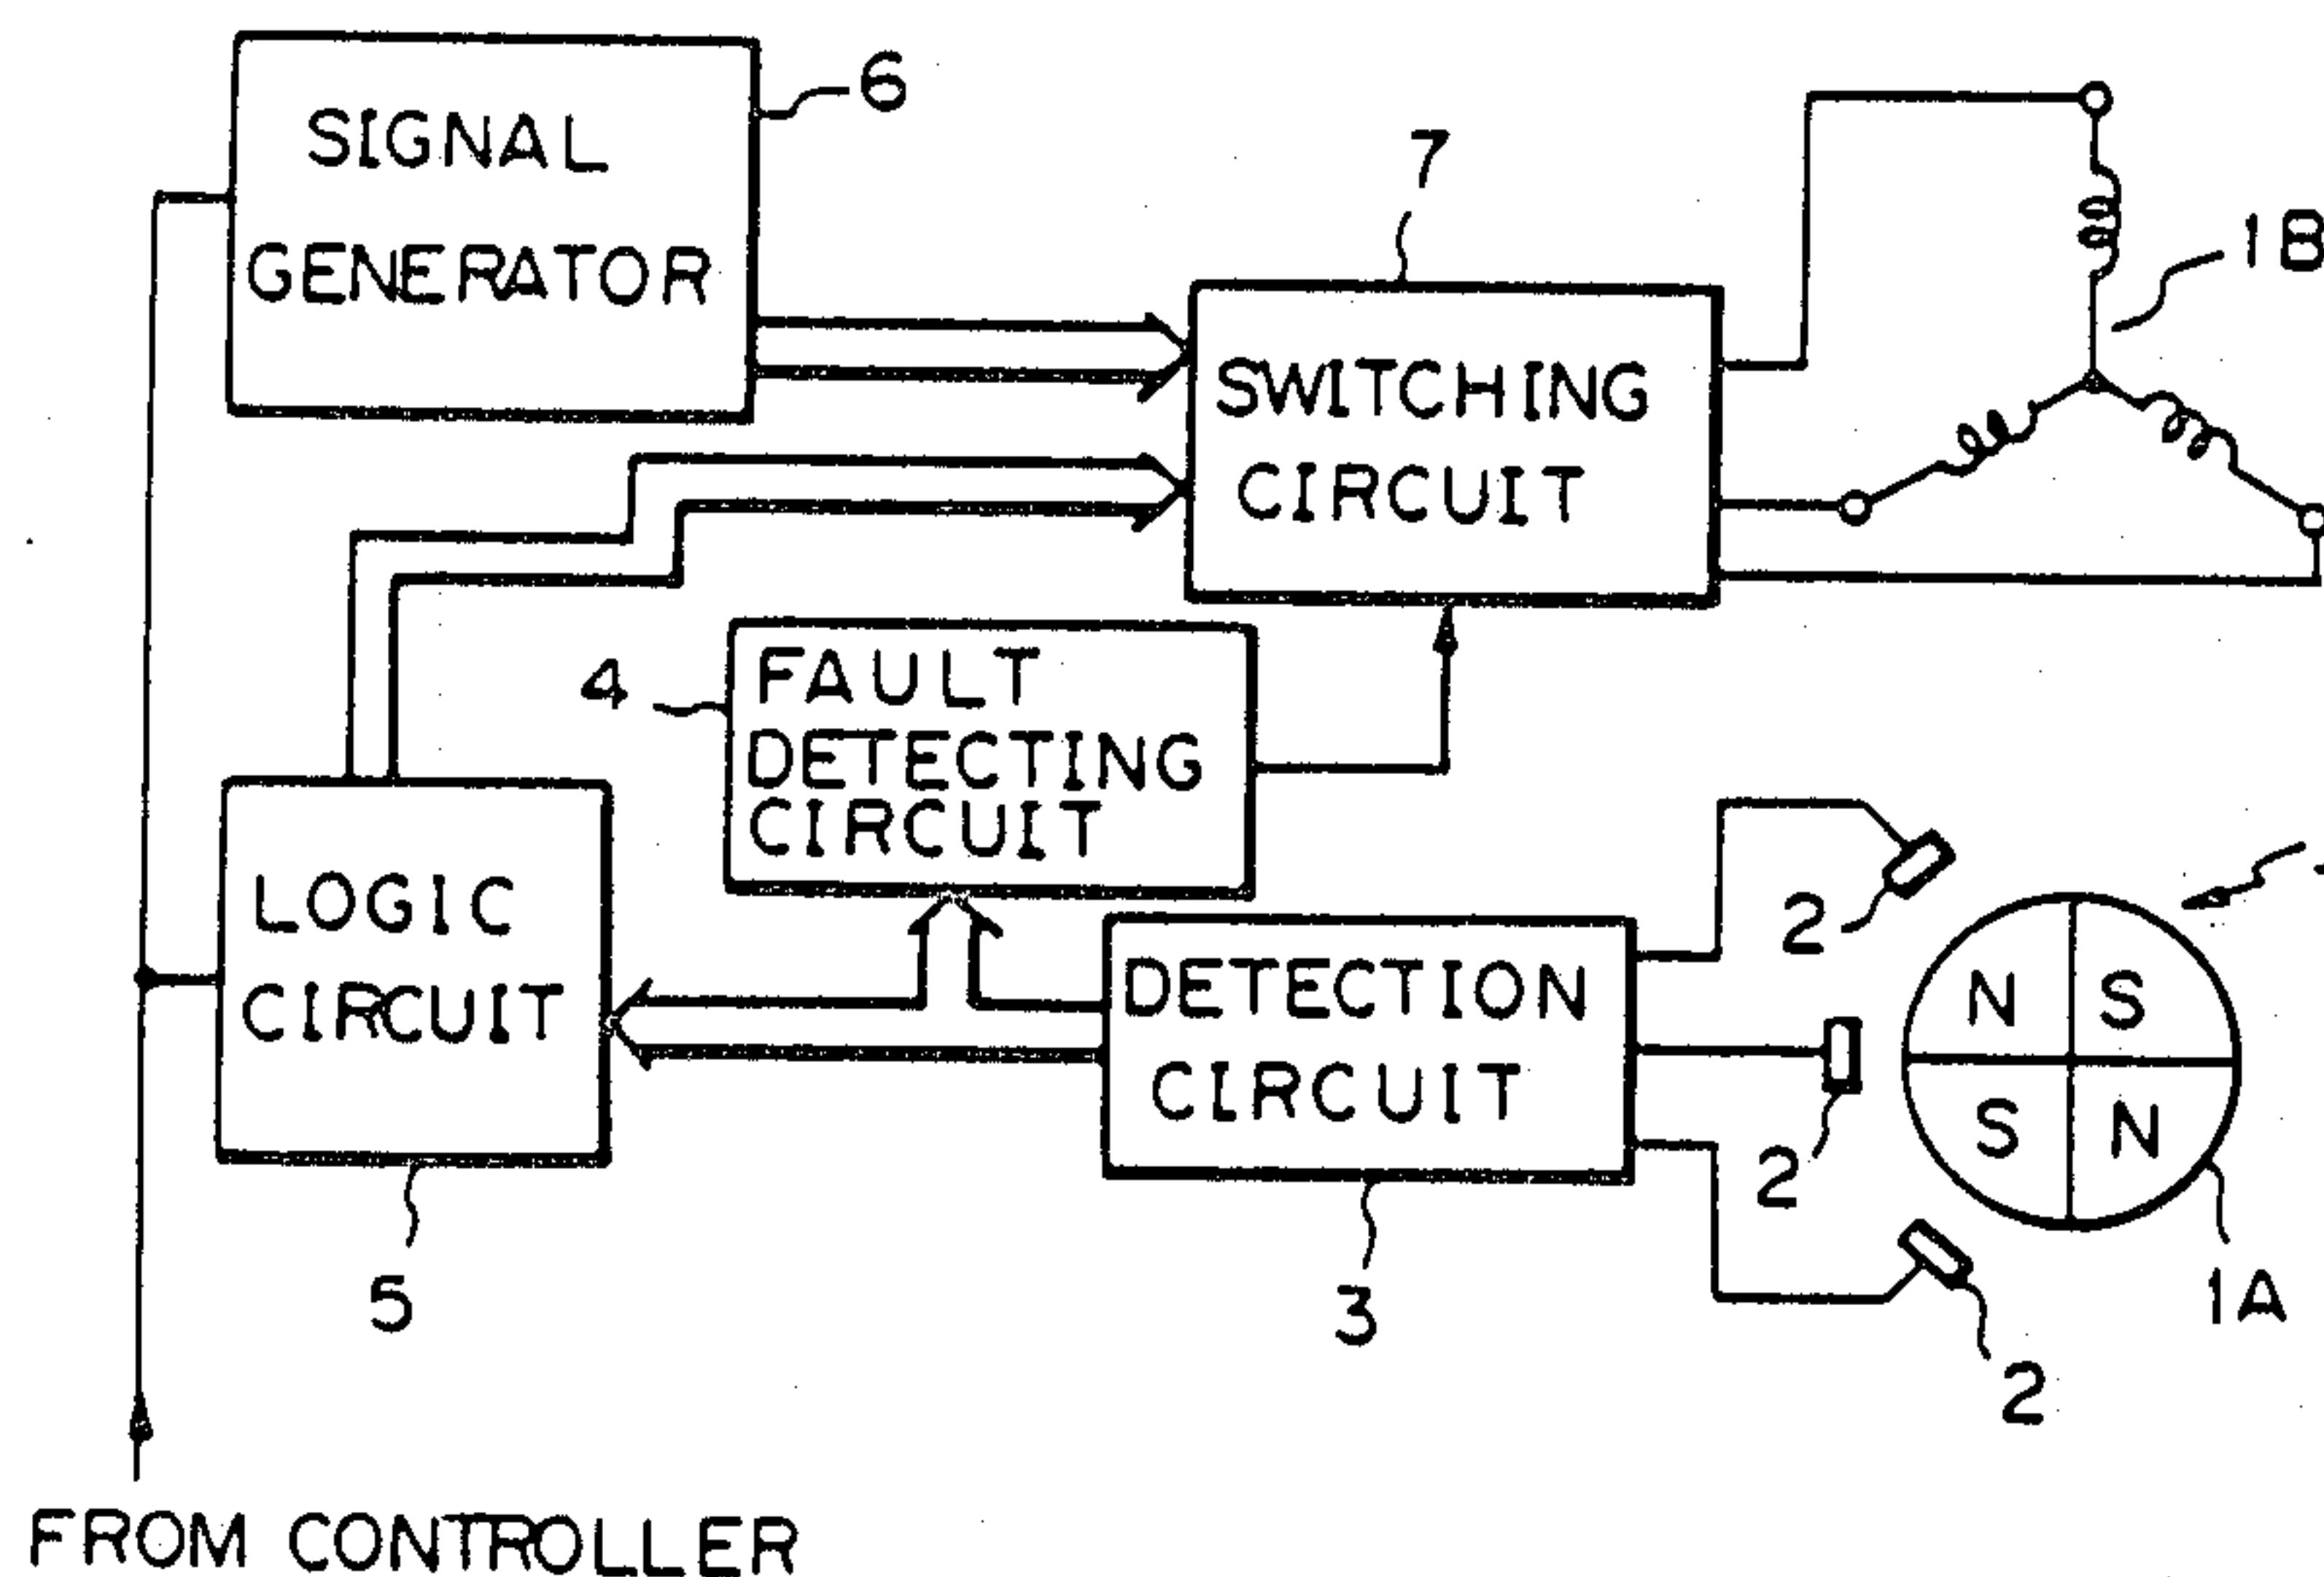 SIGNAL
GENERATOR
6
7
1B
SWITCHING
CIRCUIT
4
FAULT
DETECTING
CIRCUIT
LOGIC
CIRCUIT
DETECTION
CIRCUIT
2
N
S
S
N
2
5
3
1A
2
FROM CONTROLLER